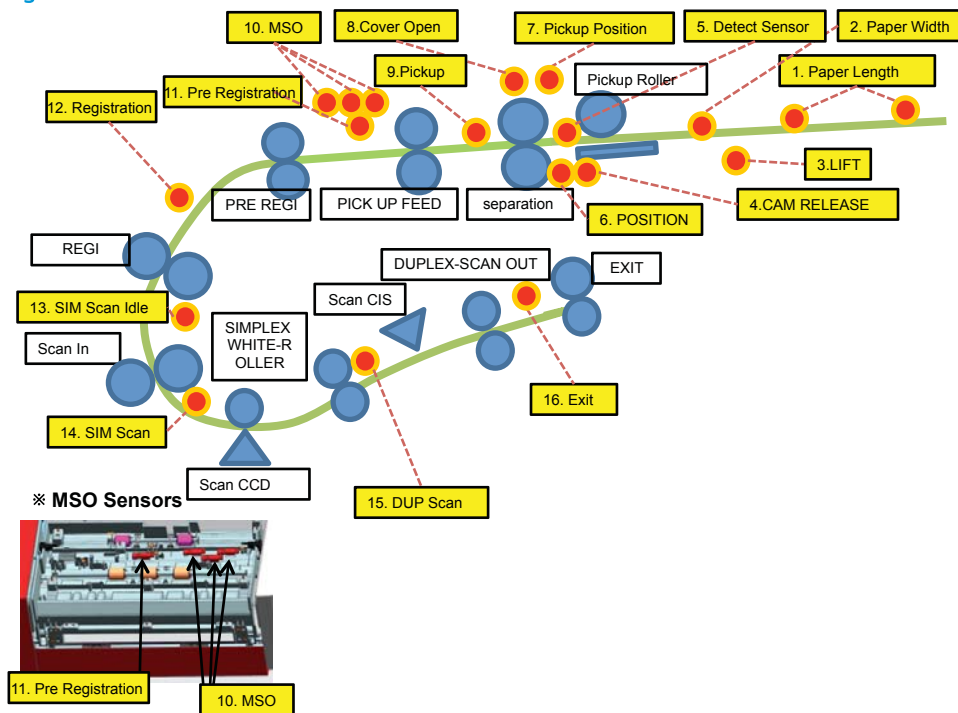 10. MSO
8.Cover Open
7. Pickup Position
5. Detect Sensor
2. Paper Width
9.Pickup
Pickup Roller
1. Paper Length
11. Pre Registration
12. Registration
3.LIFT
PRE REGI
PICK UP FEED
separation
4.CAM RELEASE
6. POSITION
REGI
DUPLEX-SCAN OUT
EXIT
Scan CIS
13. SIM Scan Idle
SIMPLEX
WHITE-R
OLLER
Scan In
16. Exit
14. SIM Scan
Scan CCD
15. DUP Scan
※ MSO Sensors
11. Pre Registration
10. MSO